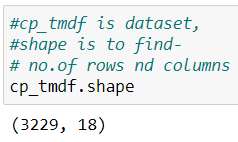 #cp_tmdf is dataset,
#shape is to find-
# no.of rows nd columns
cp_tmdf.shape
(3229, 18)